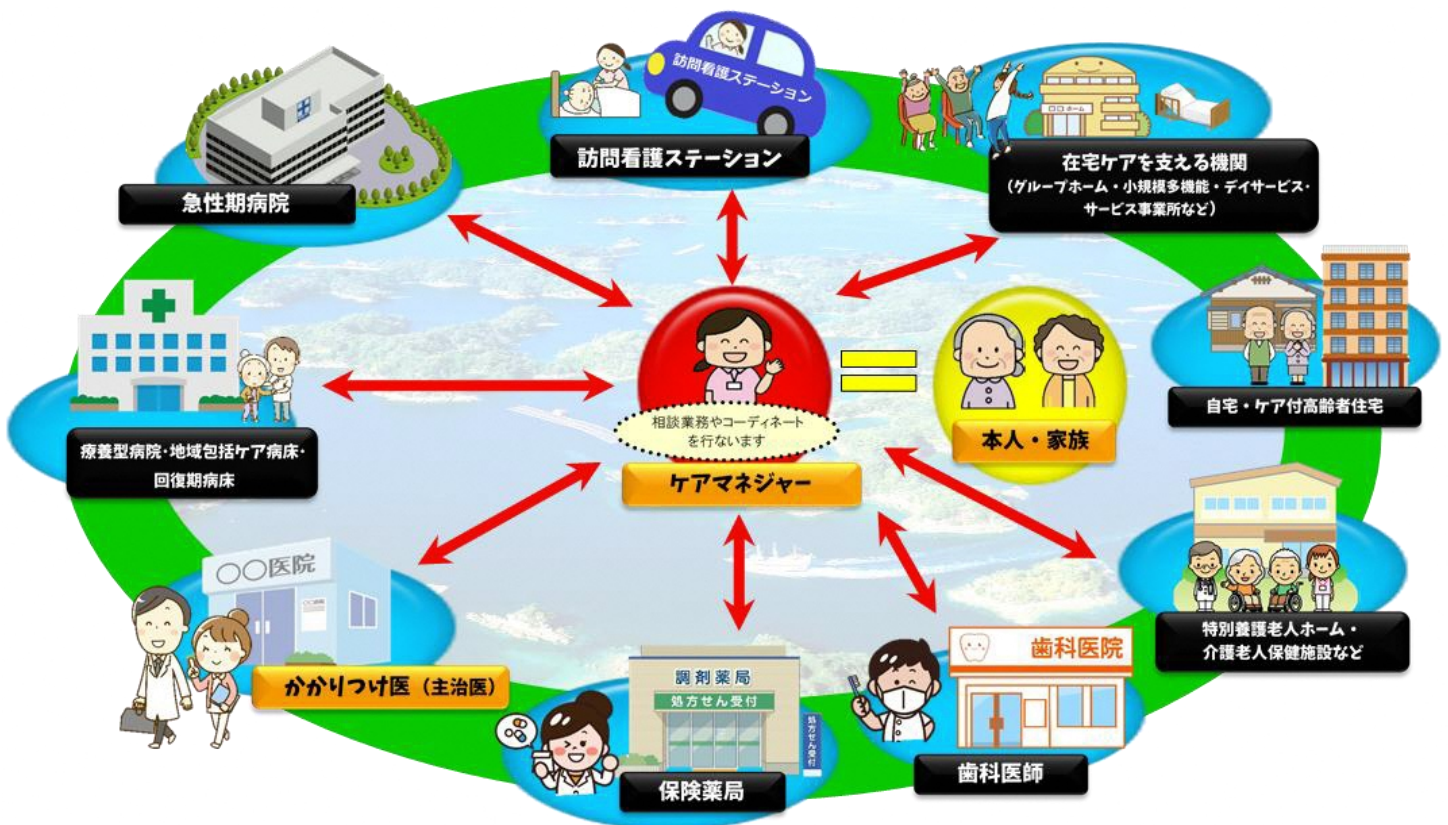 訪問看護ステーション
訪問看護ステーション
急性期病院
ホーム
在宅ケアを支える機関
(グループホーム・小規模多機能・デイサービス・
サービス事業所など)
自宅・ケア付高齢者住宅
療養型病院・地域包括ケア病床・
回復期病床
相談業務やコーディネート
を行ないます
ケアマネジャー
本人・家族
〇〇医院
かかりつけ医(主治医)
特別養護老人ホーム・
介護老人保健施設など
調剤薬局
処方せん受付
処方せん受付
保険薬局
歯科医院
歯科医師